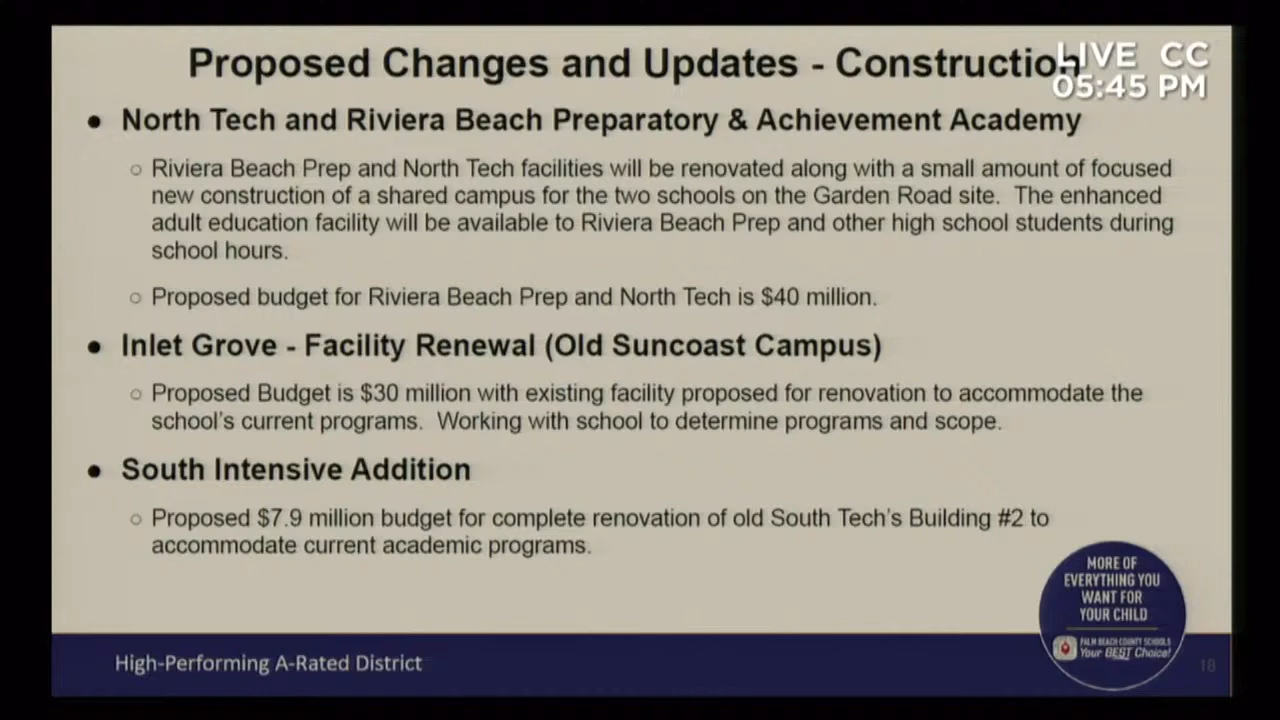 Proposed Changes and Updates - Construction
LIVE CC
05:45 PM
● North Tech and Riviera Beach Preparatory & Achievement Academy
○ Riviera Beach Prep and North Tech facilities will be renovated along with a small amount of focused
new construction of a shared campus for the two schools on the Garden Road site. The enhanced
adult education facility will be available to Riviera Beach Prep and other high school students during
school hours.
○ Proposed budget for Riviera Beach Prep and North Tech is $40 million.
● Inlet Grove - Facility Renewal (Old Suncoast Campus)
○ Proposed Budget is $30 million with existing facility proposed for renovation to accommodate the
school's current programs. Working with school to determine programs and scope.
● South Intensive Addition
○ Proposed $7.9 million budget for complete renovation of old South Tech's Building #2 to
accommodate current academic programs.
MORE OF
EVERYTHING YOU
WANT FOR
YOUR CHILD
PALM BEACH COUNTY SCHOOLS
Your BEST Choice!
High-Performing A-Rated District
18